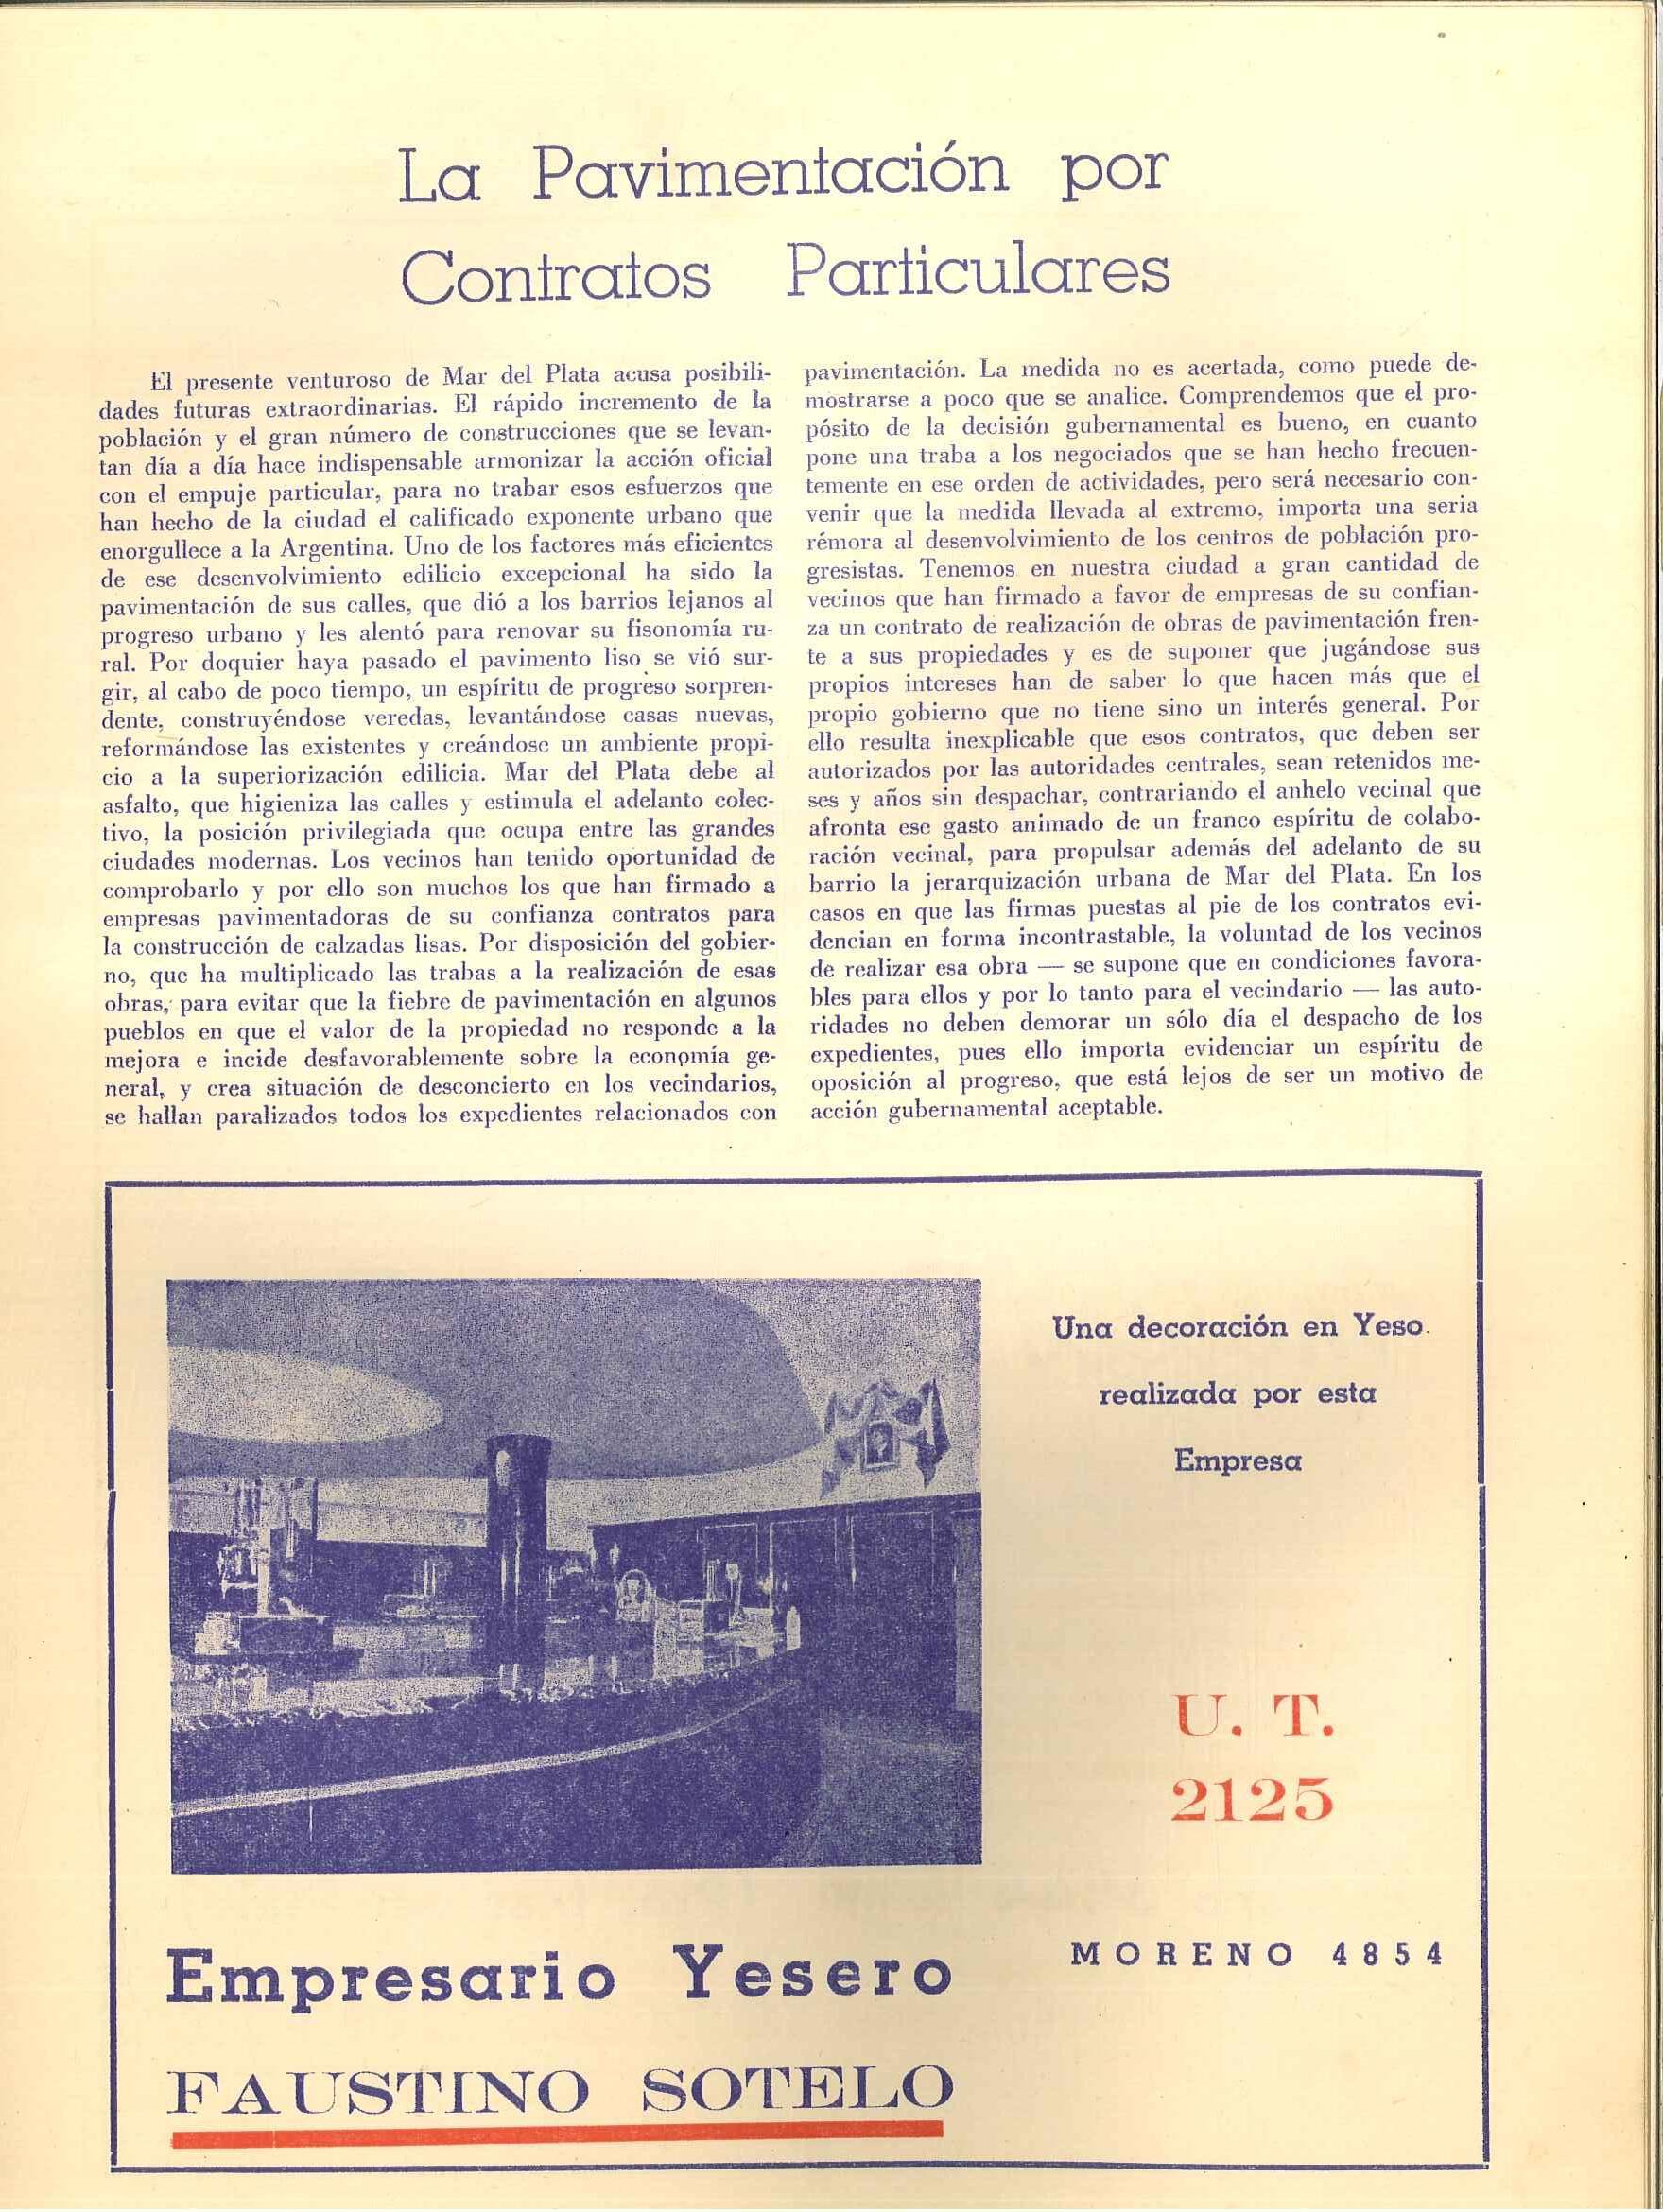 La Pavimentación por
Contratos Particulares
El presente venturoso de Mar del Plata acusa posibili-
dades futuras extraordinarias. El rápido incremento de la
población y el gran número de construcciones que se levan-
tan día a día hace indispensable armonizar la acción oficial
con el empuje particular, para no trabar esos esfuerzos que
han hecho de la ciudad el calificado exponente urbano que
enorgullece a la Argentina. Uno de los factores más eficientes
de ese desenvolvimiento edilicio excepcional ha sido la
pavimentación de sus calles, que dió a los barrios lejanos al
progreso urbano y les alentó para renovar su fisonomía ru-
ral. Por doquier haya pasado el pavimento liso se vió sur-
gir, al cabo de poco tiempo, un espíritu de progreso sorpren-
dente, construyéndose veredas, levantándose casas nuevas,
reformándose las existentes y creándose un ambiente propi-
cio a la superiorización edilicia. Mar del Plata debe al
asfalto, que higieniza las calles y estimula el adelanto colec-
tivo, la posición privilegiada que ocupa entre las grandes
ciudades modernas. Los vecinos han tenido oportunidad de
comprobarlo y por ello son muchos los que han firmado a
empresas pavimentadoras de su confianza contratos para
la construcción de calzadas lisas. Por disposición del gobier-
no, que ha multiplicado las trabas a la realización de esas
obras, para evitar que la fiebre de pavimentación en algunos
pueblos en que el valor de la propiedad no responde a la
mejora e incide desfavorablemente sobre la economía ge-
neral, y crea situación de desconcierto en los vecindarios,
se hallan paralizados todos los expedientes relacionados con
pavimentación. La medida no es acertada, como puede de-
mostrarse a poco que se analice. Comprendemos que el pro-
pósito de la decisión gubernamental es bueno, en cuanto
pone una traba a los negociados que se han hecho frecuen-
temente en ese orden de actividades, pero será necesario con-
venir que la medida llevada al extremo, importa una seria
rémora al desenvolvimiento de los centros de población pro-
gresistas. Tenemos en nuestra ciudad a gran cantidad de
vecinos que han firmado a favor de empresas de su confian-
za un contrato de realización de obras de pavimentación fren-
te a sus propiedades y es de suponer que jugándose sus
propios intereses han de saber lo que hacen más que el
propio gobierno que no tiene sino un interés general. Por
ello resulta inexplicable que esos contratos, que deben ser
autorizados por las autoridades centrales, sean retenidos me-
ses y años sin despachar, contrariando el anhelo vecinal que
afronta ese gasto animado de un franco espíritu de colabo-
ración vecinal, para propulsar además del adelanto de su
barrio la jerarquización urbana de Mar del Plata. En los
casos en que las firmas puestas al pie de los contratos evi-
dencian en forma incontrastable, la voluntad de los vecinos
de realizar esa obra — se supone que en condiciones favora-
bles para ellos y por lo tanto para el vecindario — las auto-
ridades no deben demorar un sólo día el despacho de los
expedientes, pues ello importa evidenciar un espíritu de
oposición al progreso, que está lejos de ser un motivo de
acción gubernamental aceptable.
Una decoración en Yeso
realizada por esta
Empresa
U. T.
2125
MORENO 4854
Empresario Yesero
FAUSTINO SOTELO